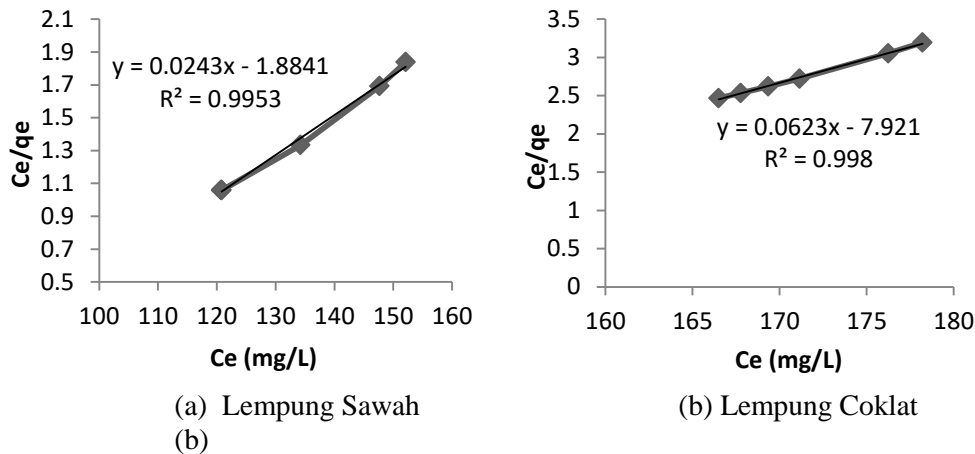 2.1
1.9
1.7
1.5
1.3
1.1
0.9
0.7
0.5
Ce/qe
y = 0.0243x - 1.8841
R² = 0.9953
100 110 120 130 140 150 160
Ce (mg/L)
(a) Lempung Sawah
(b)
3.5
3
2.5
2
1.5
1
0.5
0
Ce/qe
y = 0.0623x - 7.921
R² = 0.998
160 165 170 175 180
Ce (mg/L)
(b) Lempung Coklat